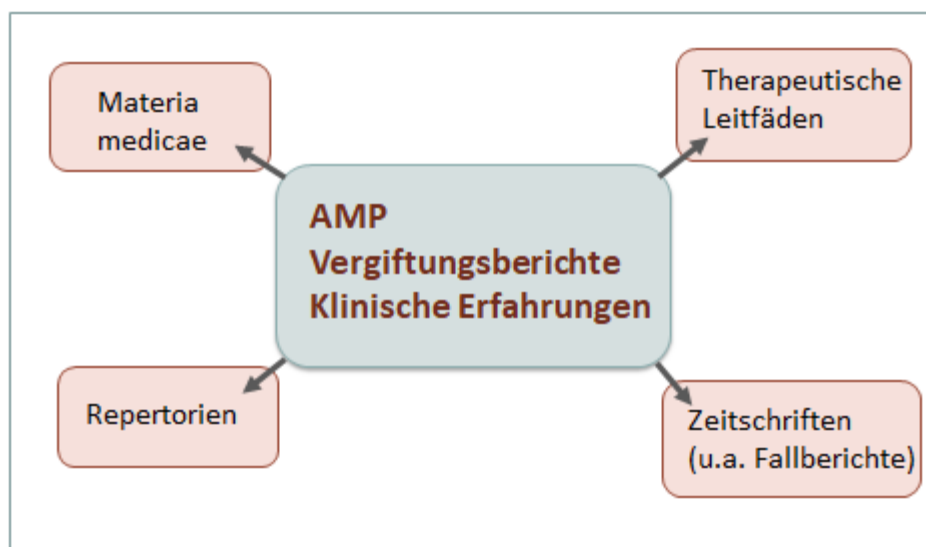 Materia
medicae
Therapeutische
Leitfäden
AMP
Vergiftungsberichte
Klinische Erfahrungen
Repertorien
Zeitschriften
(u.a. Fallberichte)